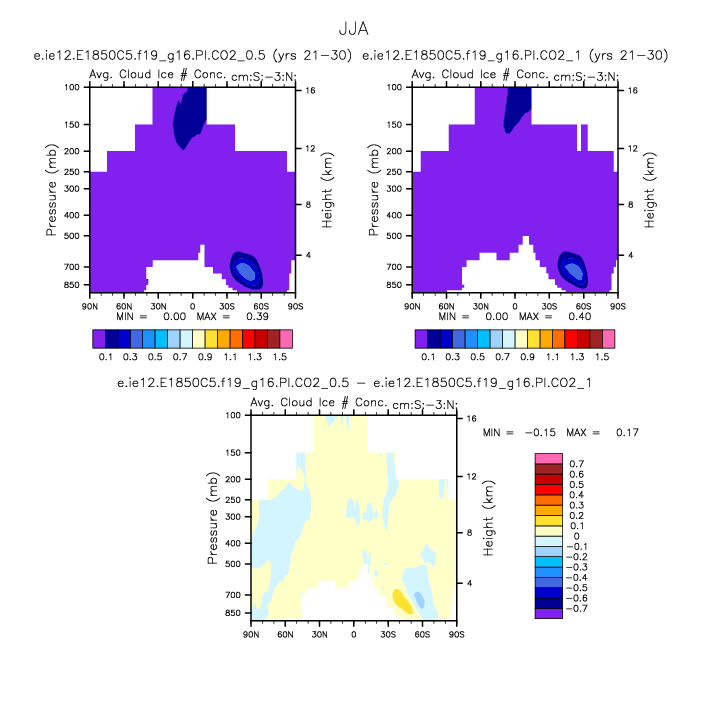 JJA
e.ie12.E1850C5.f19_g16.PI.CO2_0.5 (yrs 21-30) e.ie12.E1850C5.f19_g16.PI.CO2_1 (yrs 21-30)
Avg. Cloud Ice # Conc. cm:S:-3:N: Avg. Cloud Ice # Conc. cm:S:-3:N:
100 16 100 16
150 150
200 12 200 12
250 250
300 300
8 8
400 400
500 500
4 4
700 700
850 850
Pressure (mb) Height (km) Pressure (mb) Height (km)
90N 60N 30N 0 30S 60S 90S 90N 60N 30N 0 30S 60S 90S
MIN = 0.00 MAX = 0.39 MIN = 0.00 MAX = 0.40
0.1 0.3 0.5 0.7 0.9 1.1 1.3 1.5 0.1 0.3 0.5 0.7 0.9 1.1 1.3 1.5
e.ie12.E1850C5.f19_g16.PI.CO2_0.5 - e.ie12.E1850C5.f19_g16.PI.CO2_1
Avg. Cloud Ice # Conc. cm:S:-3:N:
100 16
150
200 12
250
300
8
400
500
4
700
850
Pressure (mb) Height (km)
90N 60N 30N 0 30S 60S 90S
MIN = -0.15 MAX = 0.17
0.7
0.6
0.5
0.4
0.3
0.2
0.1
0
-0.1
-0.2
-0.3
-0.4
-0.5
-0.6
-0.7